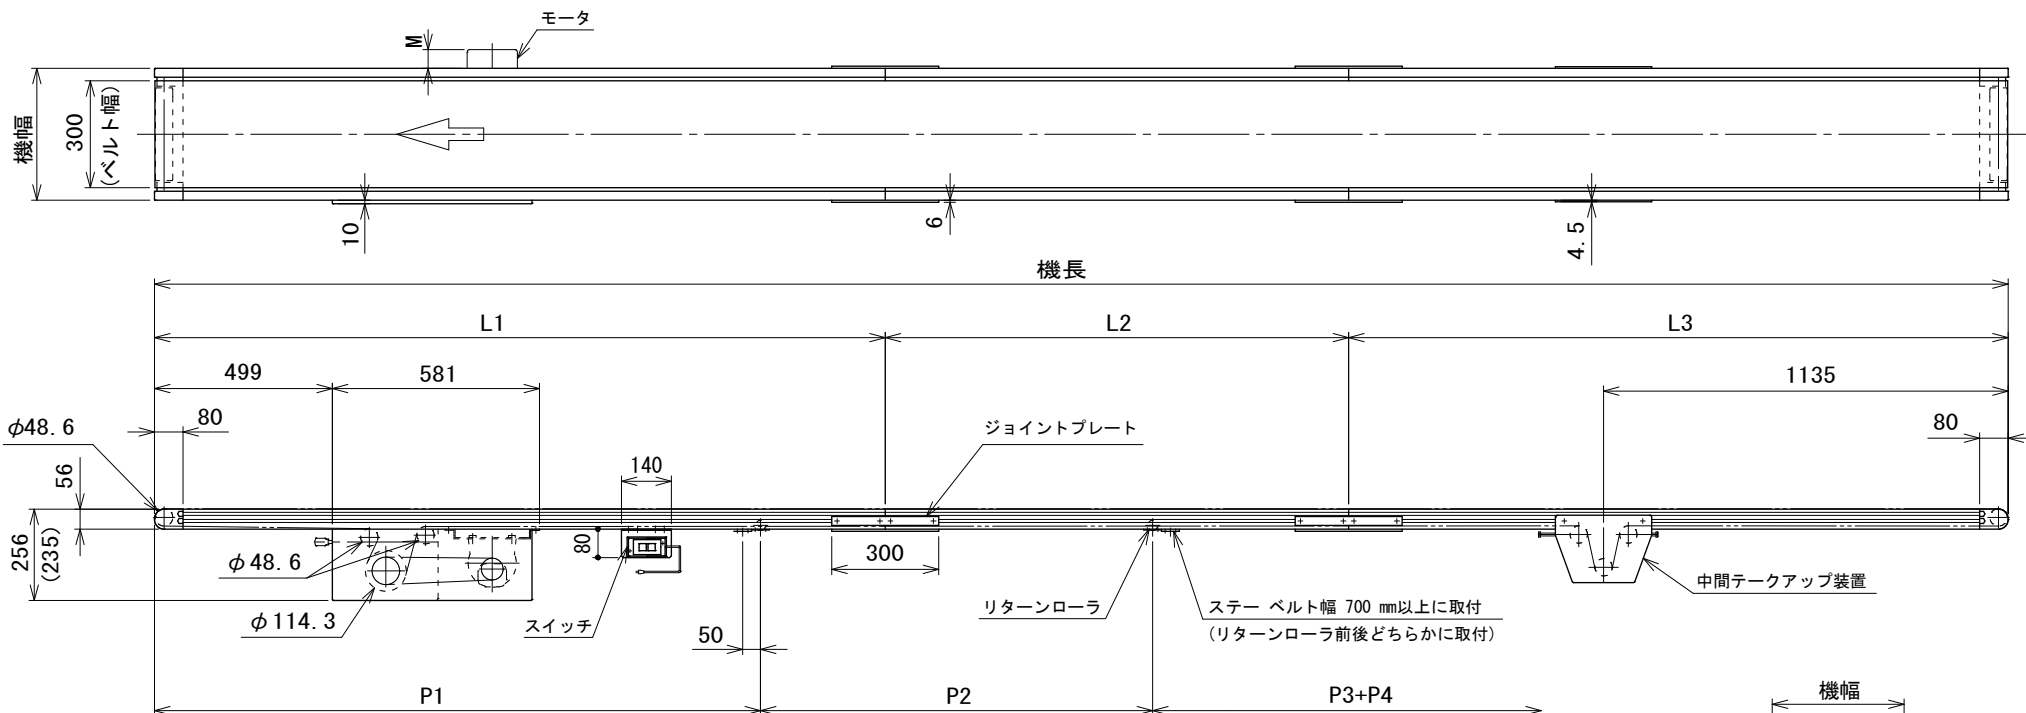 モータ
M
機幅
300
(ベルト幅)
10
6
4.5
機長
L1
L2
L3
499
581
1135
80
φ48.6
ジョイントプレート
80
56
140
256
(235)
80
300
φ48.6
中間テークアップ装置
リターンローラ
ステー ベルト幅 700 mm以上に取付
(リターンローラ前後どちらかに取付)
φ114.3
スイッチ
50
P1
P2
P3+P4
機幅